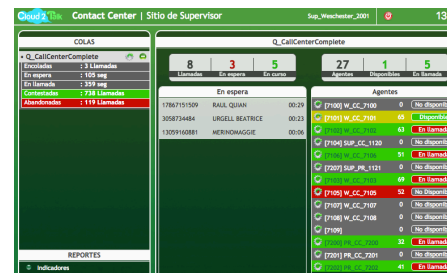 Cloud2Talk Contact Center | Sitio de Supervisor Sup_Weschester_2001 13
COLAS
Q_CallCenterComplete
Encoladas : 3 Llamadas
En espera : 105 seg
En llamada : 359 seg
Contestadas : 738 Llamadas
Abandonadas : 119 Llamadas
REPORTES
Indicadores
Q_CallCenterComplete
8 3 5 27 1 5
Llamadas En espera En curso Agentes Disponibles En llamada
En espera
17867151509 RAUL QUIAN 00:29
3058734484 URGELL BEATRICE 00:23
13059160881 MERINOMAGGIE 00:06
Agentes
[7100] W_CC_7100 0 No disponib
[7101] W_CC_7101 65 Disponible
[7102] W_CC_7102 63 En llamada
[7104] SUP_CC_1120 0 No disponib
[7106] W_CC_7106 51 En llamada
[7207] SUP_PR_1121 0 No disponib
[7103] W_CC_7103 69 En llamada
[7105] W_CC_7105 52 No disponib
[7107] W_CC_7107 0 No disponib
[7108] W_CC_7108 0 No disponib
[7109] 0 No disponib
[7200] PR_CC_7200 32 En llamada
[7201] PR_CC_7201 0 No disponib
[7202] PR_CC_7202 41 En llamada